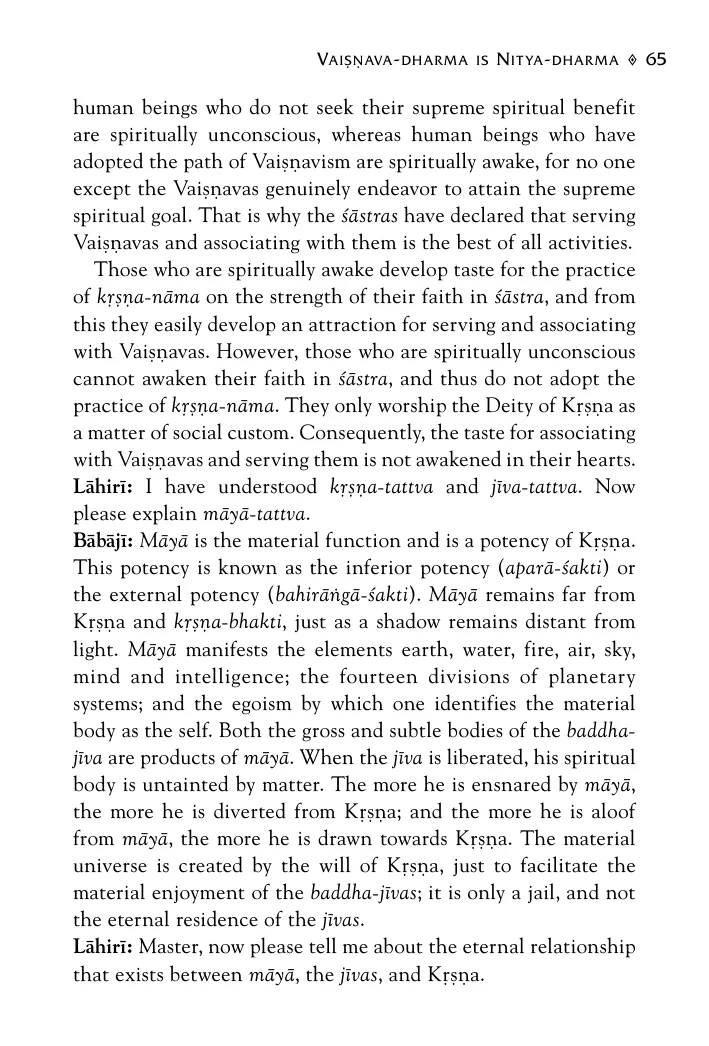 VAIṢṆAVA-DHARMA IS NITYA-DHARMA ◈ 65
human beings who do not seek their supreme spiritual benefit
are spiritually unconscious, whereas human beings who have
adopted the path of Vaiṣṇavism are spiritually awake, for no one
except the Vaiṣṇavas genuinely endeavor to attain the supreme
spiritual goal. That is why the śāstras have declared that serving
Vaiṣṇavas and associating with them is the best of all activities.
Those who are spiritually awake develop taste for the practice
of kṛṣṇa-nāma on the strength of their faith in śāstra, and from
this they easily develop an attraction for serving and associating
with Vaiṣṇavas. However, those who are spiritually unconscious
cannot awaken their faith in śāstra, and thus do not adopt the
practice of kṛṣṇa-nāma. They only worship the Deity of Kṛṣṇa as
a matter of social custom. Consequently, the taste for associating
with Vaiṣṇavas and serving them is not awakened in their hearts.
Lāhirī: I have understood kṛṣṇa-tattva and jīva-tattva. Now
please explain māyā-tattva.
Bābājī: Māyā is the material function and is a potency of Kṛṣṇa.
This potency is known as the inferior potency (aparā-śakti) or
the external potency (bahirāṅgā-śakti). Māyā remains far from
Kṛṣṇa and kṛṣṇa-bhakti, just as a shadow remains distant from
light. Māyā manifests the elements earth, water, fire, air, sky,
mind and intelligence; the fourteen divisions of planetary
systems; and the egoism by which one identifies the material
body as the self. Both the gross and subtle bodies of the baddha-
jīva are products of māyā. When the jīva is liberated, his spiritual
body is untainted by matter. The more he is ensnared by māyā,
the more he is diverted from Kṛṣṇa; and the more he is aloof
from māyā, the more he is drawn towards Kṛṣṇa. The material
universe is created by the will of Kṛṣṇa, just to facilitate the
material enjoyment of the baddha-jīvas; it is only a jail, and not
the eternal residence of the jīvas.
Lāhirī: Master, now please tell me about the eternal relationship
that exists between māyā, the jīvas, and Kṛṣṇa.